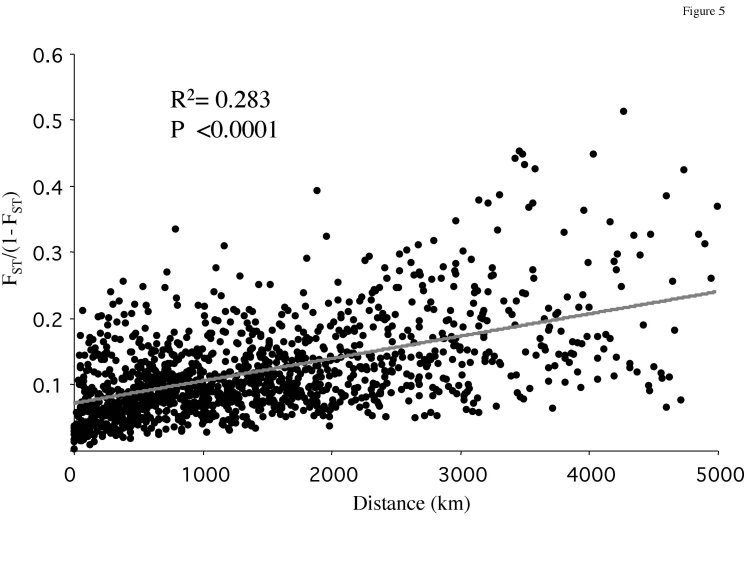 Figure 5
0.6
R²= 0.283
0.5
P <0.0001
0.4
F_ST/(1- F_ST)
0.3
0.2
0.1
0 1000 2000 3000 4000 5000
Distance (km)